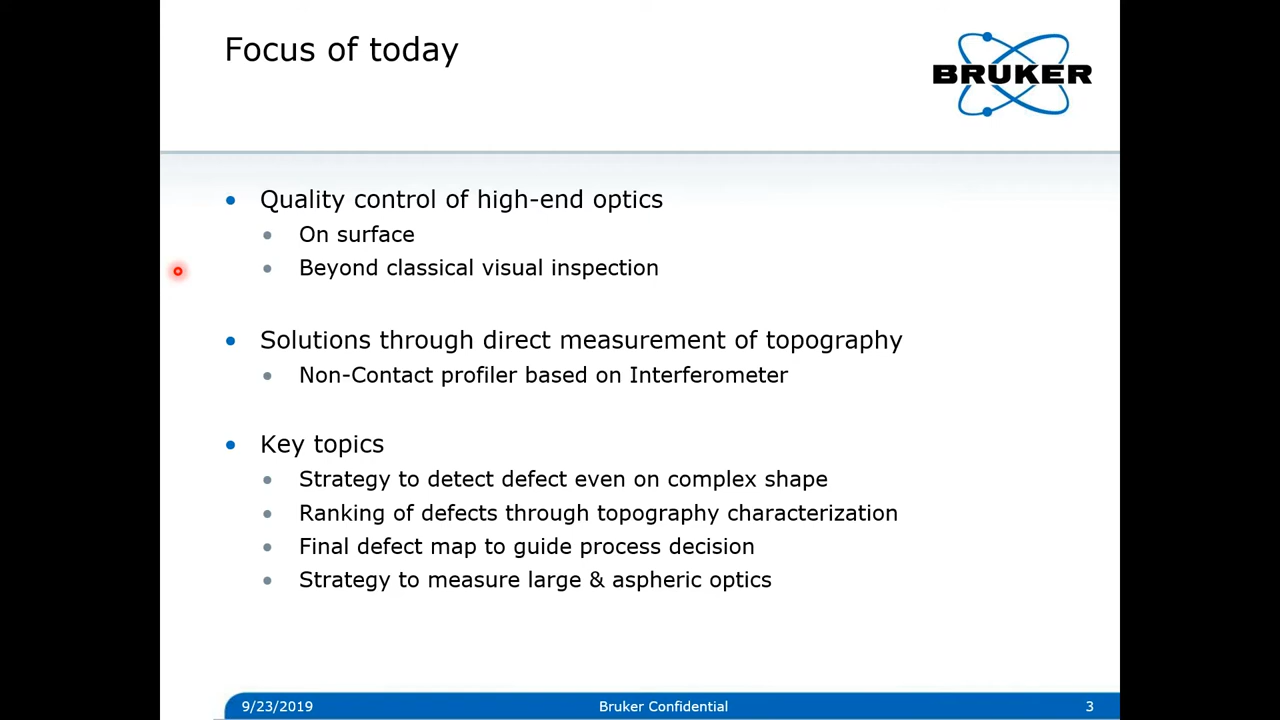 Focus of today
BRUKER
Quality control of high-end optics
On surface
Beyond classical visual inspection
Solutions through direct measurement of topography
Non-Contact profiler based on Interferometer
Key topics
Strategy to detect defect even on complex shape
Ranking of defects through topography characterization
Final defect map to guide process decision
Strategy to measure large & aspheric optics
9/23/2019
Bruker Confidential
3